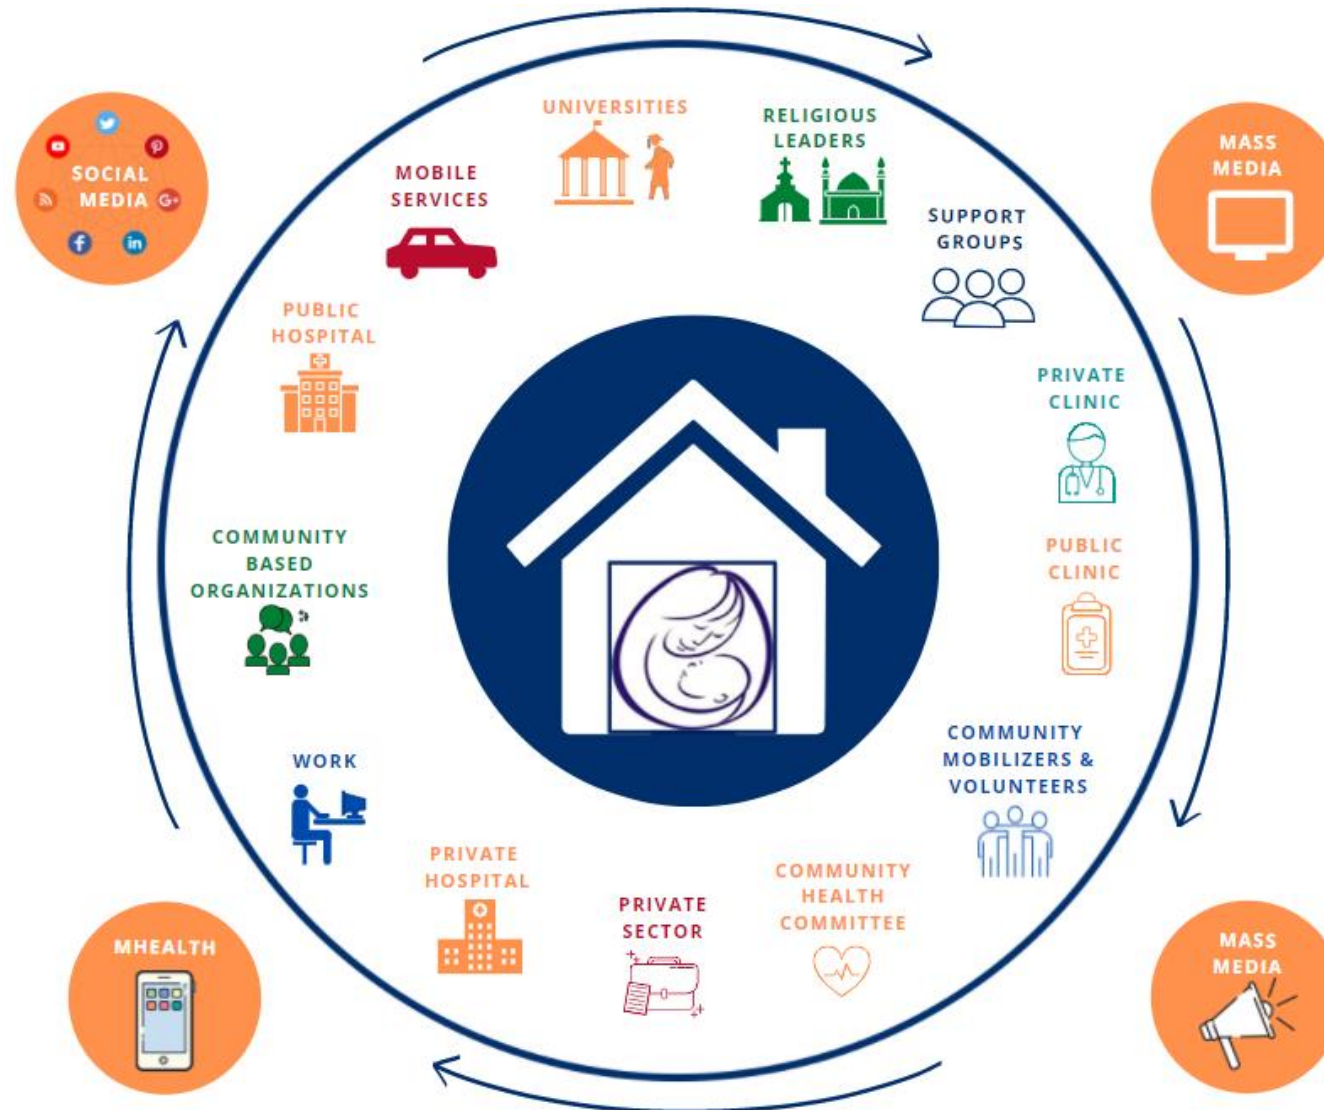 UNIVERSITIES
RELIGIOUS
LEADERS
MOBILE
SERVICES
SOCIAL
MEDIA
MASS
MEDIA
SUPPORT
GROUPS
PUBLIC
HOSPITAL
PRIVATE
CLINIC
COMMUNITY
BASED
ORGANIZATIONS
PUBLIC
CLINIC
WORK
COMMUNITY
MOBILIZERS &
VOLUNTEERS
PRIVATE
HOSPITAL
COMMUNITY
HEALTH
COMMITTEE
PRIVATE
SECTOR
MHEALTH
MASS
MEDIA